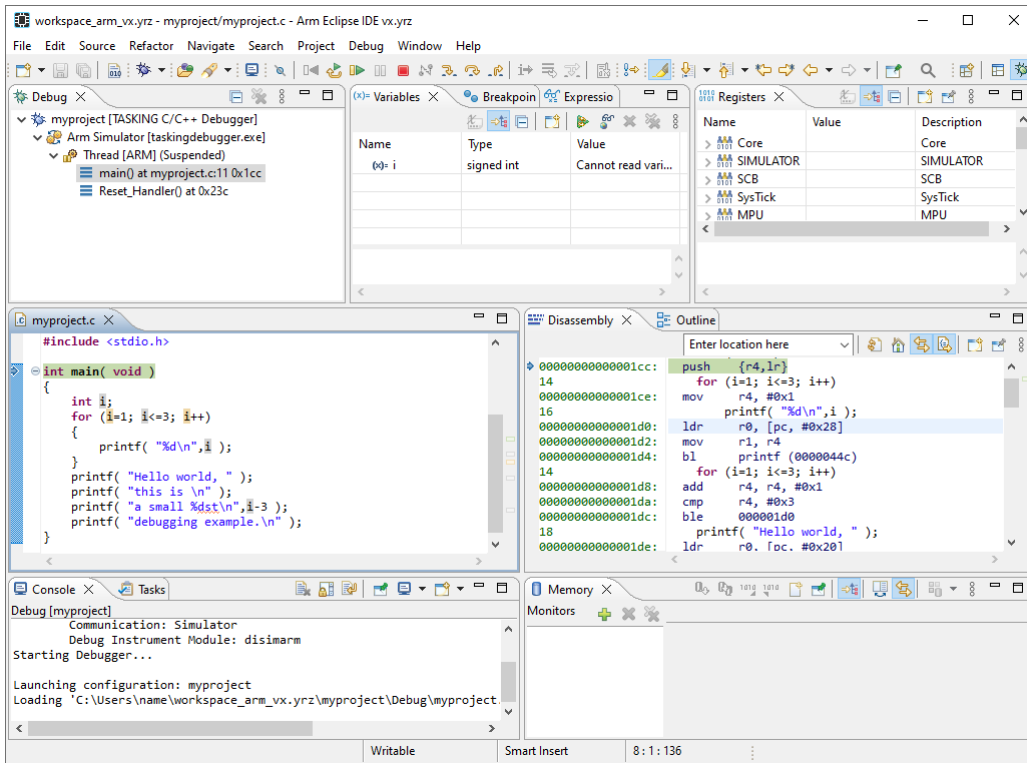 workspace_arm_vx.yrz - myproject/myproject.c - Arm Eclipse IDE vx.yrz
File Edit Source Refactor Navigate Search Project Debug Window Help
Debug
myproject [TASKING C/C++ Debugger]
Arm Simulator [taskingdebugger.exe]
Thread [ARM] (Suspended)
main() at myproject.c:11 0x1cc
Reset_Handler() at 0x23c
(x)= Variables Breakpoin Expressio
Name Type Value
(x)= i signed int Cannot read vari...
Registers
Name Value Description
Core Core
SIMULATOR SIMULATOR
SCB SCB
SysTick SysTick
MPU MPU
myproject.c
#include <stdio.h>
int main( void )
{
int i;
for (i=1; i<=3; i++)
{
printf( "%d\n",i );
}
printf( "Hello world, " );
printf( "this is \n" );
printf( "a small %dst\n",i-3 );
printf( "debugging example.\n" );
}
Disassembly Outline
Enter location here
00000000000001cc: push {r4,lr}
14 for (i=1; i<=3; i++)
00000000000001ce: mov r4, #0x1
16 printf( "%d\n",i );
00000000000001d0: ldr r0, [pc, #0x28]
00000000000001d2: mov r1, r4
00000000000001d4: bl printf (0000044c)
14 for (i=1; i<=3; i++)
00000000000001d8: add r4, r4, #0x1
00000000000001da: cmp r4, #0x3
00000000000001dc: ble 000001d0
18 printf( "Hello world, " );
00000000000001de: ldr r0, [pc, #0x20]
Console Tasks
Debug [myproject]
Communication: Simulator
Debug Instrument Module: disimarm
Starting Debugger...
Launching configuration: myproject
Loading 'C:\Users\name\workspace_arm_vx.yrz\myproject\Debug\myproject.
Memory
Monitors
Writable Smart Insert 8 : 1 : 136